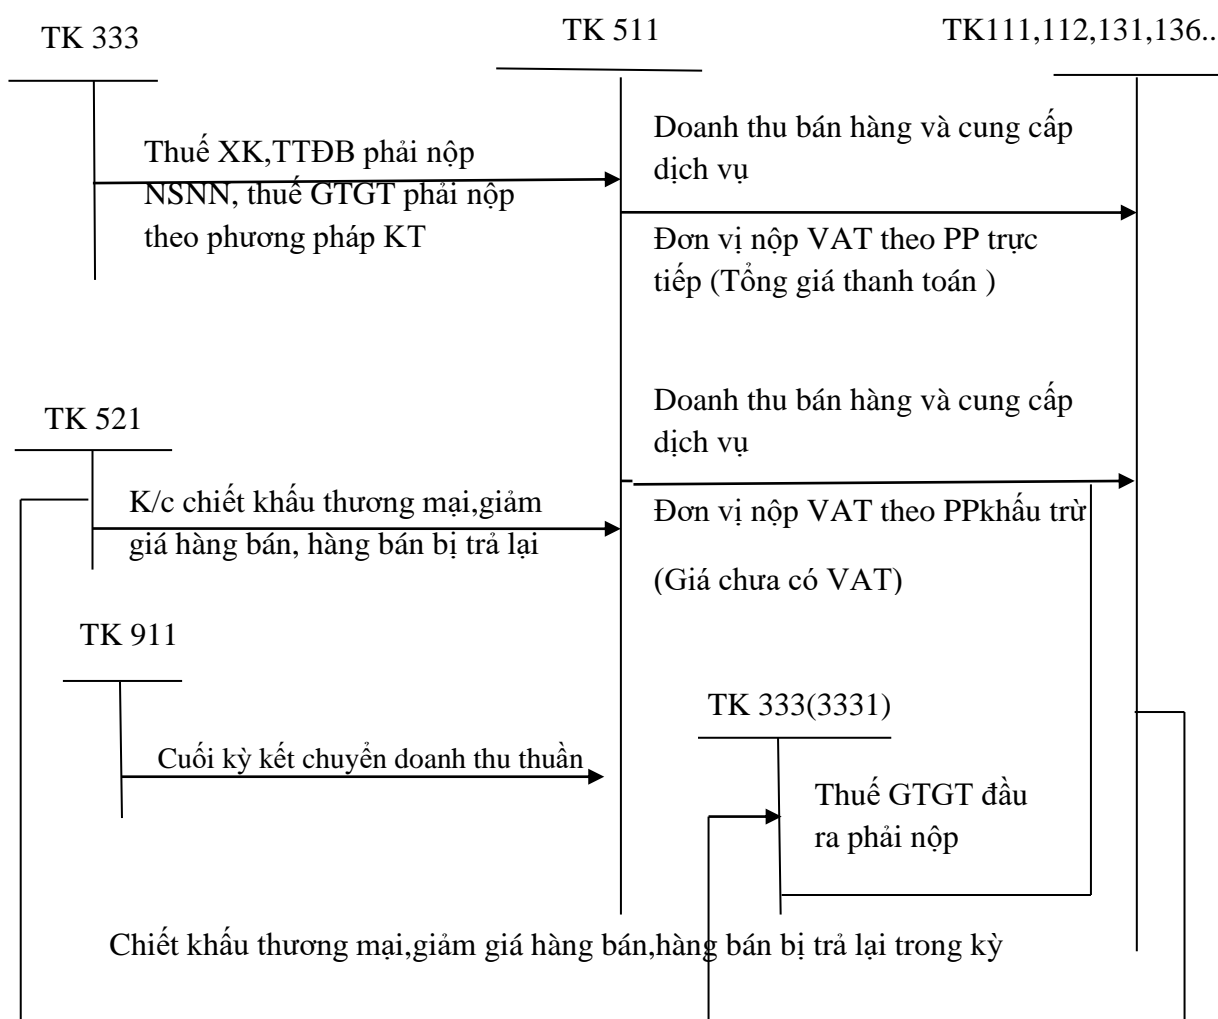 TK 333
TK 511
TK111,112,131,136..
Thuế XK,TTĐB phải nộp
NSNN, thuế GTGT phải nộp
theo phương pháp KT
Doanh thu bán hàng và cung cấp
dịch vụ
Đơn vị nộp VAT theo PP trực
tiếp (Tổng giá thanh toán )
TK 521
K/c chiết khấu thương mại,giảm
giá hàng bán, hàng bán bị trả lại
Doanh thu bán hàng và cung cấp
dịch vụ
Đơn vị nộp VAT theo PPkhấu trừ
(Giá chưa có VAT)
TK 911
Cuối kỳ kết chuyển doanh thu thuần
TK 333(3331)
Thuế GTGT đầu
ra phải nộp
Chiết khấu thương mại,giảm giá hàng bán,hàng bán bị trả lại trong kỳ